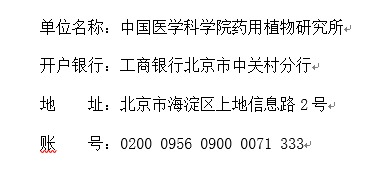 单位名称：中国医学科学院药用植物研究所
开户银行：工商银行北京市中关村分行
地　　址：北京市海淀区上地信息路 2 号
账　　号：0200 0956 0900 0071 333